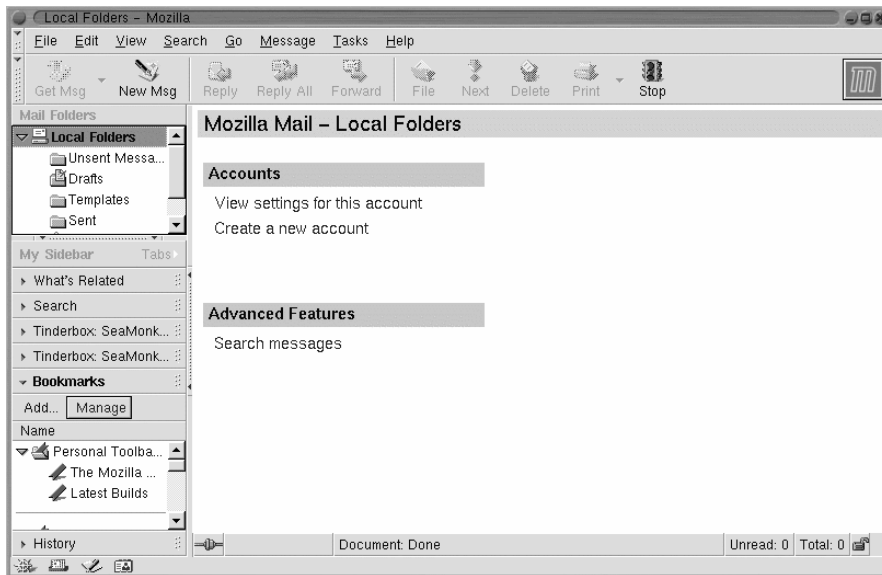 Local Folders – Mozilla
File Edit View Search Go Message Tasks Help
Get Msg New Msg Reply Reply All Forward File Next Delete Print Stop
Mail Folders
Local Folders
Unsent Messa...
Drafts
Templates
Sent
My Sidebar Tabs
What's Related
Search
Tinderbox: SeaMonk...
Tinderbox: SeaMonk...
Bookmarks
Add... Manage
Name
Personal Toolba...
The Mozilla ...
Latest Builds
History
Mozilla Mail – Local Folders
Accounts
View settings for this account
Create a new account
Advanced Features
Search messages
Document: Done Unread: 0 Total: 0